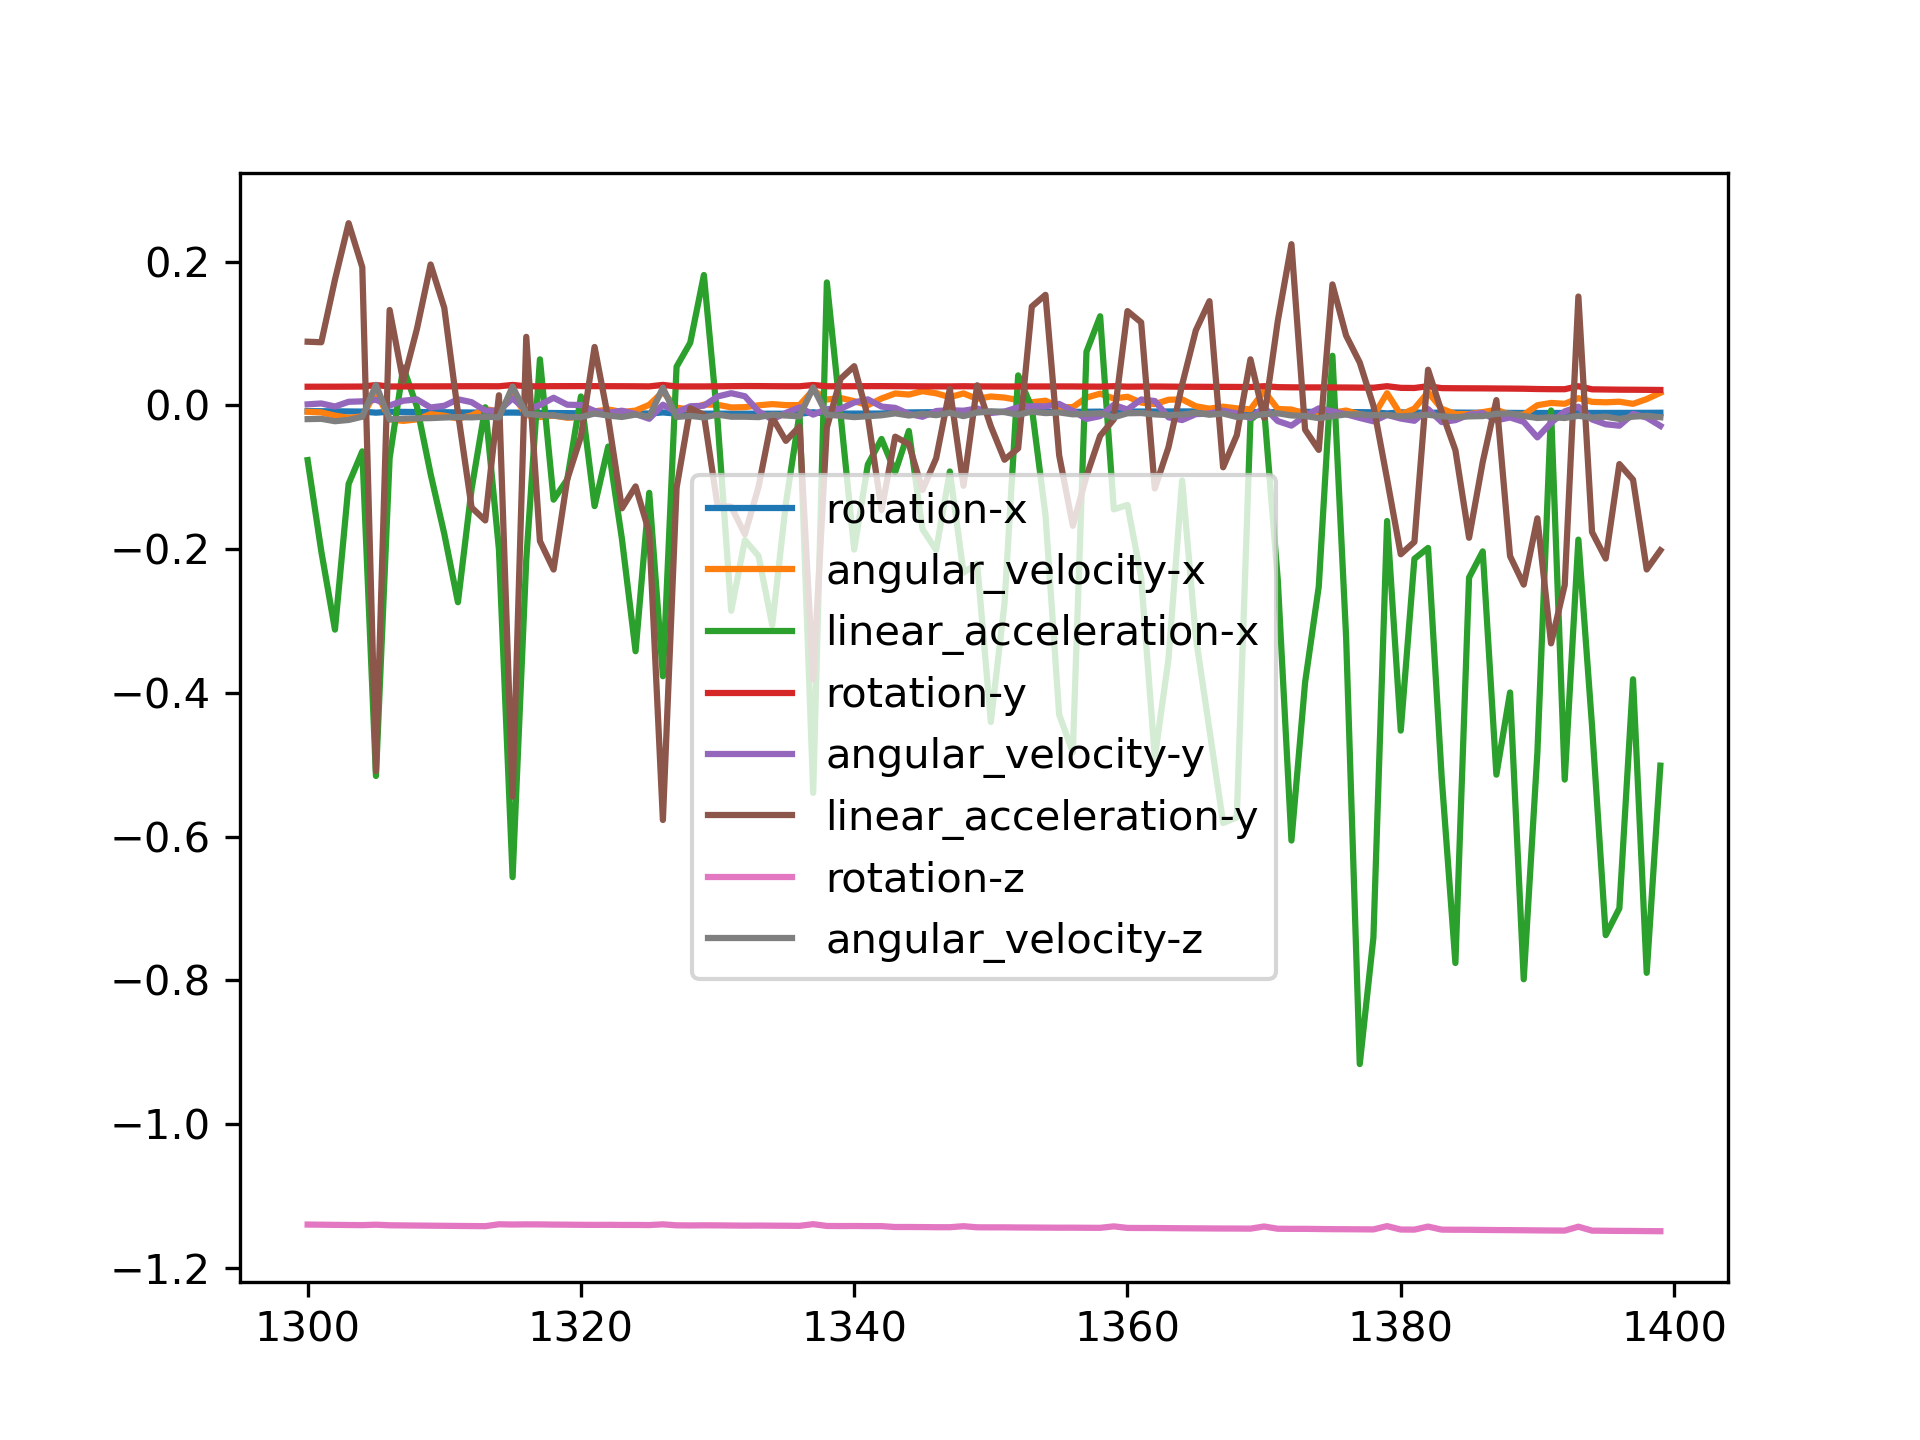 0.2
0.0
−0.2
−0.4
−0.6
−0.8
−1.0
−1.2
rotation-x
angular_velocity-x
linear_acceleration-x
rotation-y
angular_velocity-y
linear_acceleration-y
rotation-z
angular_velocity-z
1300 1320 1340 1360 1380 1400